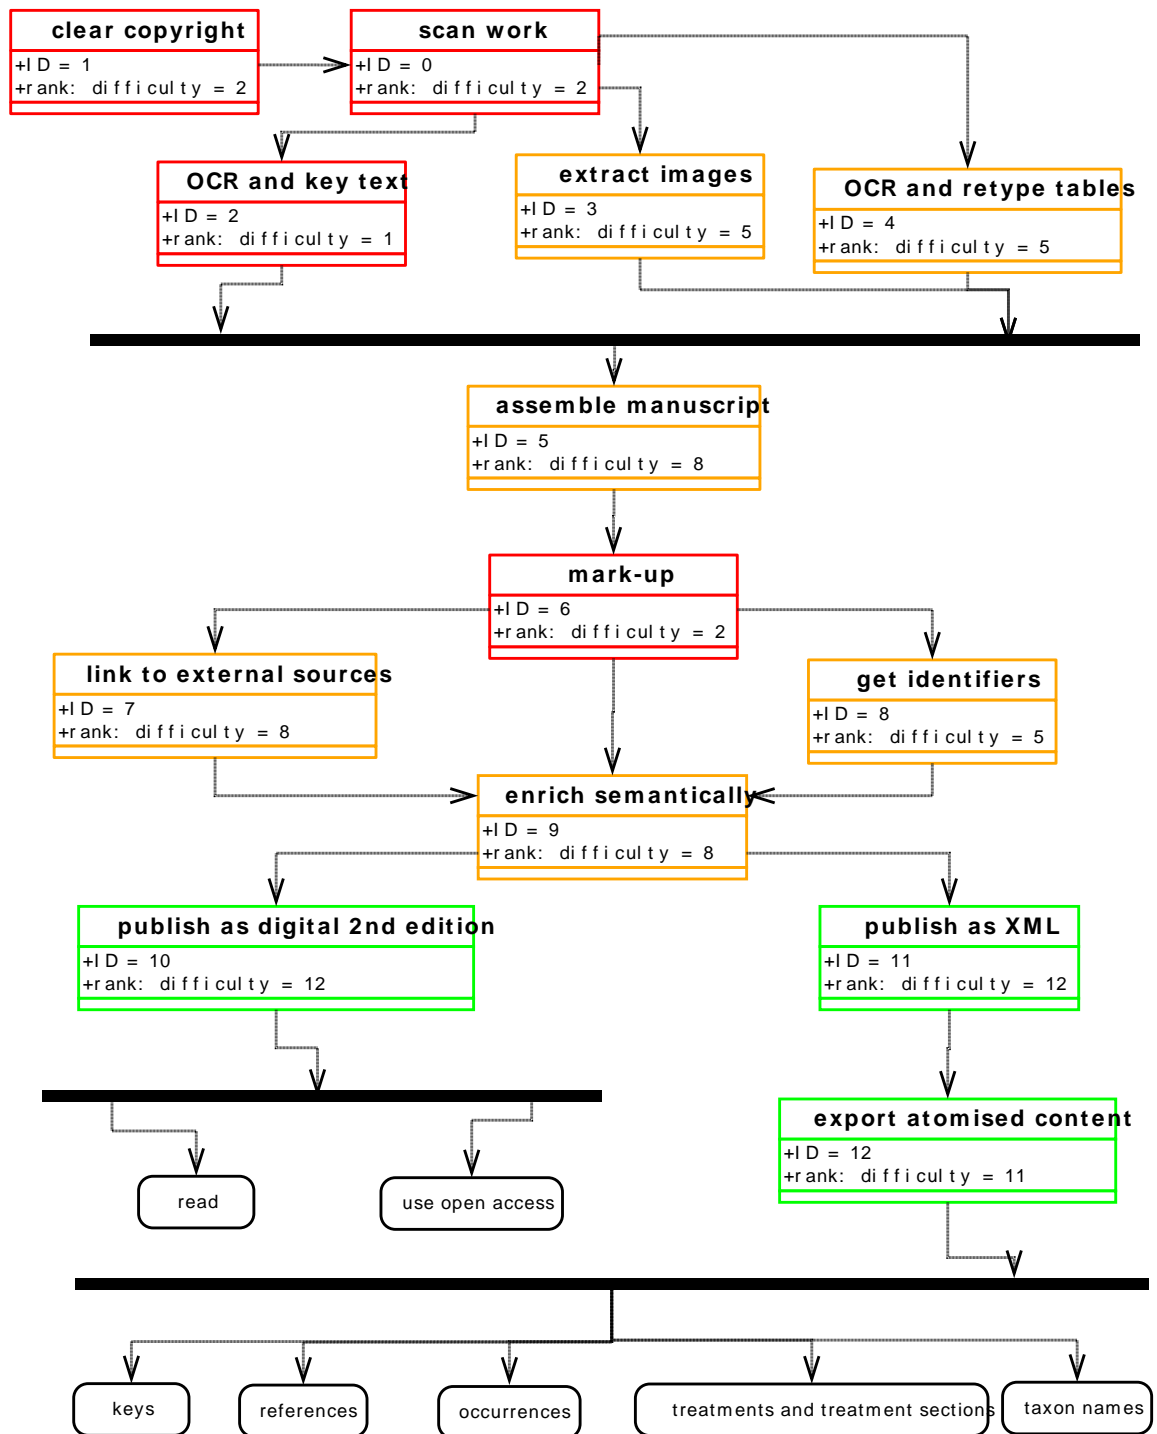 clear copyright
+ID = 1
+rank: difficulty = 2
scan work
+ID = 0
+rank: difficulty = 2
OCR and key text
+ID = 2
+rank: difficulty = 1
extract images
+ID = 3
+rank: difficulty = 5
OCR and retype tables
+ID = 4
+rank: difficulty = 5
assemble manuscript
+ID = 5
+rank: difficulty = 8
mark-up
+ID = 6
+rank: difficulty = 2
link to external sources
+ID = 7
+rank: difficulty = 8
get identifiers
+ID = 8
+rank: difficulty = 5
enrich semantically
+ID = 9
+rank: difficulty = 8
publish as digital 2nd edition
+ID = 10
+rank: difficulty = 12
publish as XML
+ID = 11
+rank: difficulty = 12
export atomised content
+ID = 12
+rank: difficulty = 11
read
use open access
keys
references
occurrences
treatments and treatment sections
taxon names